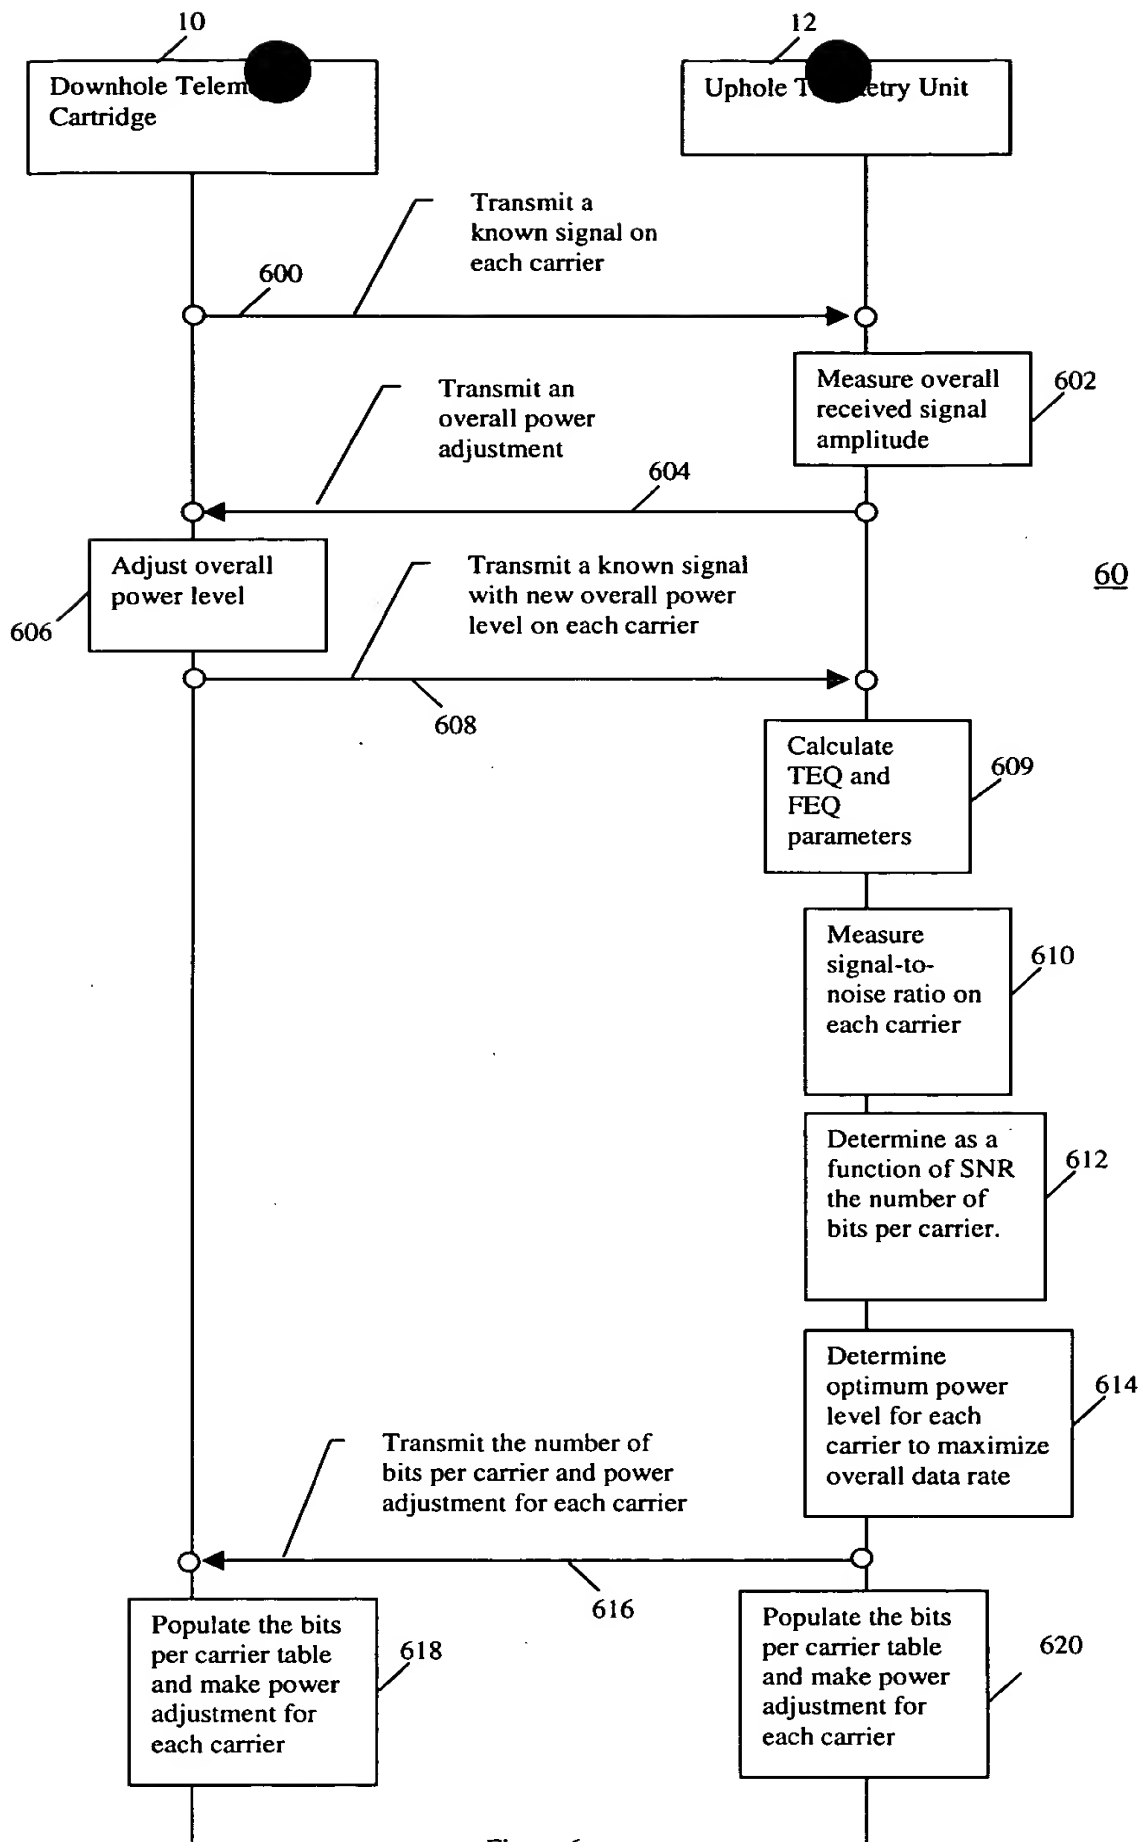 10
12
Downhole
Cartridge
Uphole Unit
Transmit a
known signal on
each carrier
600
Measure overall
received signal
amplitude
602
Transmit an
overall power
adjustment
604
Adjust overall
power level
606
Transmit a known signal
with new overall power
level on each carrier
60
608
Calculate
TEQ and
FEQ
parameters
609
Measure
signal-to-
noise ratio on
each carrier
610
Determine as a
function of SNR
the number of
bits per carrier.
612
Determine
optimum power
level for each
carrier to maximize
overall data rate
614
Transmit the number of
bits per carrier and power
adjustment for each carrier
616
Populate the bits
per carrier table
and make power
adjustment for
each carrier
618
Populate the bits
per carrier table
and make power
adjustment for
each carrier
620